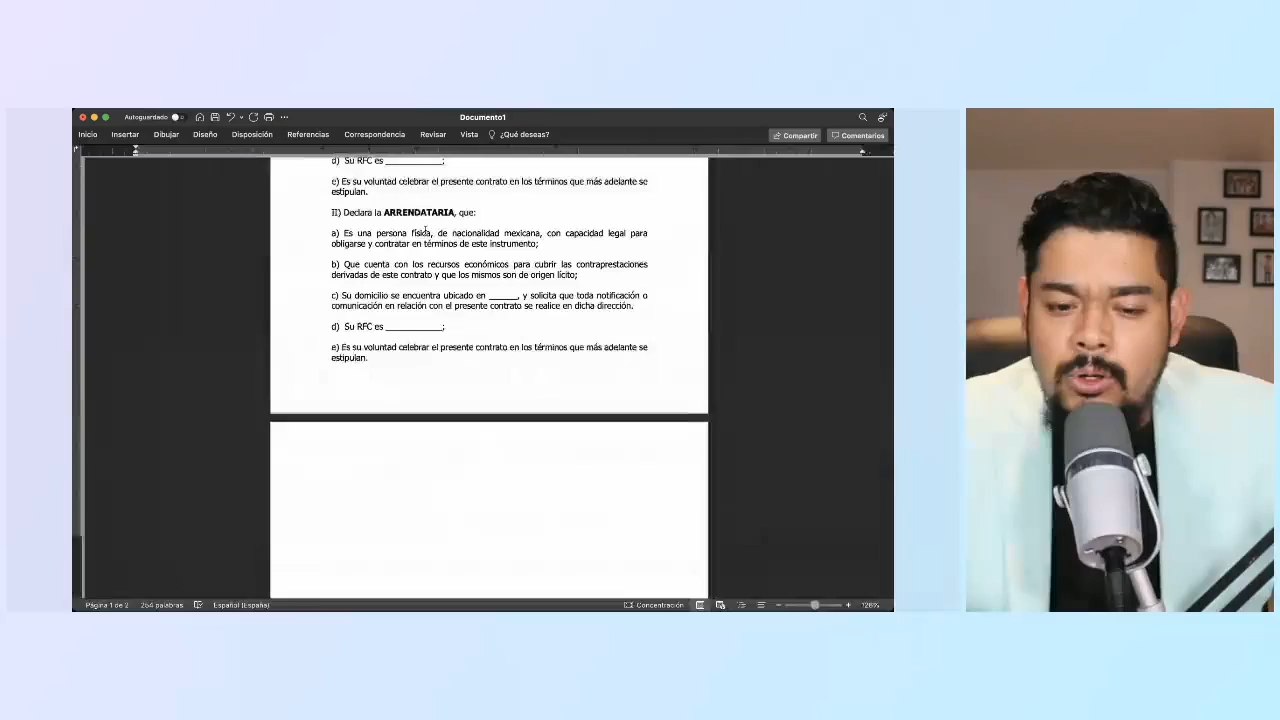 Autoguardado
Documento1
Inicio Insertar Dibujar Diseño Disposición Referencias Correspondencia Revisar Vista ¿Qué deseas? Compartir Comentarios
d) Su RFC es ____________;
e) Es su voluntad celebrar el presente contrato en los términos que más adelante se
estipulan.
II) Declara la ARRENDATARIA, que:
a) Es una persona física, de nacionalidad mexicana, con capacidad legal para
obligarse y contratar en términos de este instrumento;
b) Que cuenta con los recursos económicos para cubrir las contraprestaciones
derivadas de este contrato y que los mismos son de origen lícito;
c) Su domicilio se encuentra ubicado en ______, y solicita que toda notificación o
comunicación en relación con el presente contrato se realice en dicha dirección.
d) Su RFC es ____________;
e) Es su voluntad celebrar el presente contrato en los términos que más adelante se
estipulan.
Página 1 de 2 254 palabras Español (España) Concentración 128%